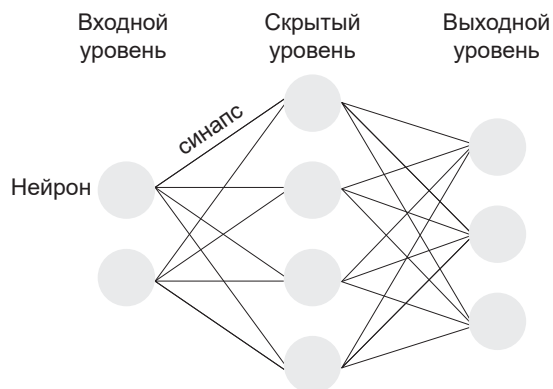 Входной
уровень
Скрытый
уровень
Выходной
уровень
синапс
Нейрон